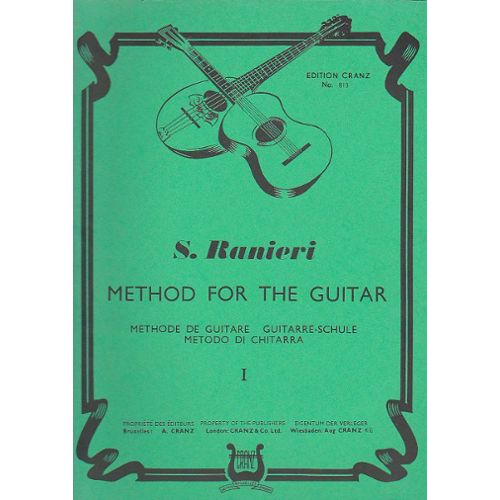 EDITION CRANZ
No. 813
S. Ranieri
METHOD FOR THE GUITAR
METHODE DE GUITARE GUITARRE-SCHULE
METODO DI CHITARRA
I
PROPRIÉTÉ DES ÉDITEURS PROPERTY OF THE PUBLISHERS EIGENTUM DER VERLEGER
Bruxelles: A. CRANZ London: CRANZ & Co. Ltd. Wiesbaden: Aug CRANZ
CRANZ